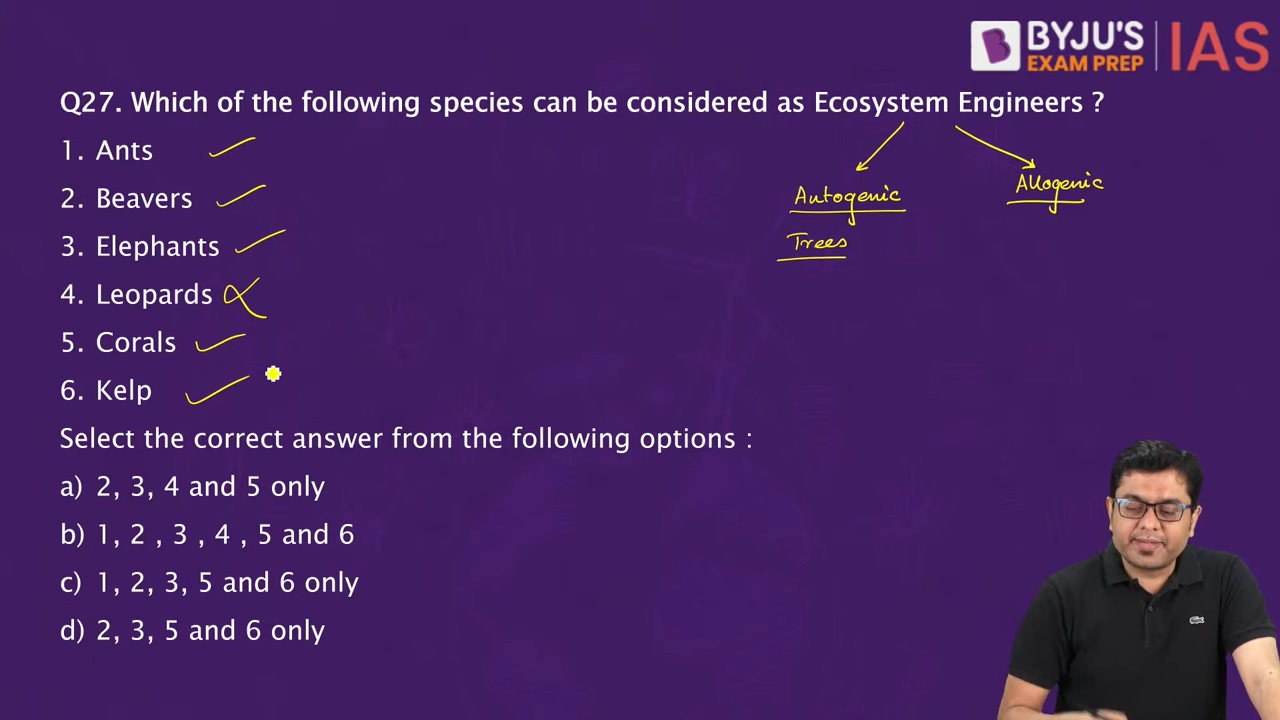 BYJU'S
EXAM PREP
IAS
Q27. Which of the following species can be considered as Ecosystem Engineers ?
1. Ants
2. Beavers
3. Elephants
4. Leopards
5. Corals
6. Kelp
Autogenic
Allogenic
Trees
Select the correct answer from the following options :
a) 2, 3, 4 and 5 only
b) 1, 2 , 3 , 4 , 5 and 6
c) 1, 2, 3, 5 and 6 only
d) 2, 3, 5 and 6 only